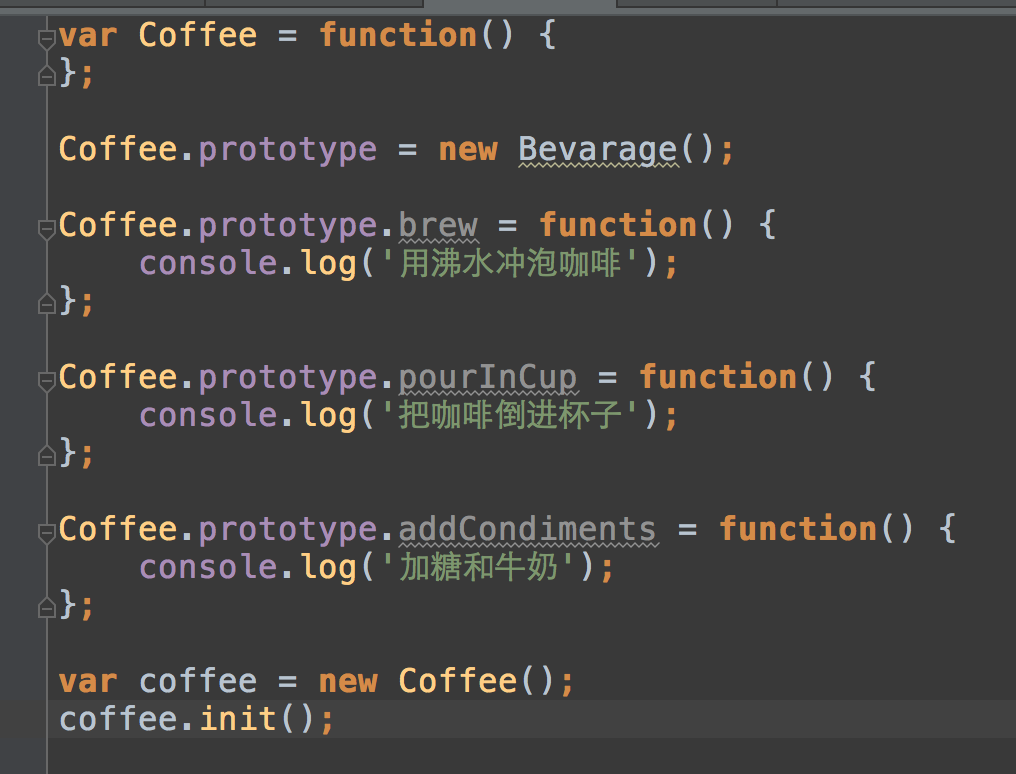 var Coffee = function() {
};
Coffee.prototype = new Bevarage();
Coffee.prototype.brew = function() {
console.log('用沸水冲泡咖啡');
};
Coffee.prototype.pourInCup = function() {
console.log('把咖啡倒进杯子');
};
Coffee.prototype.addCondiments = function() {
console.log('加糖和牛奶');
};
var coffee = new Coffee();
coffee.init();